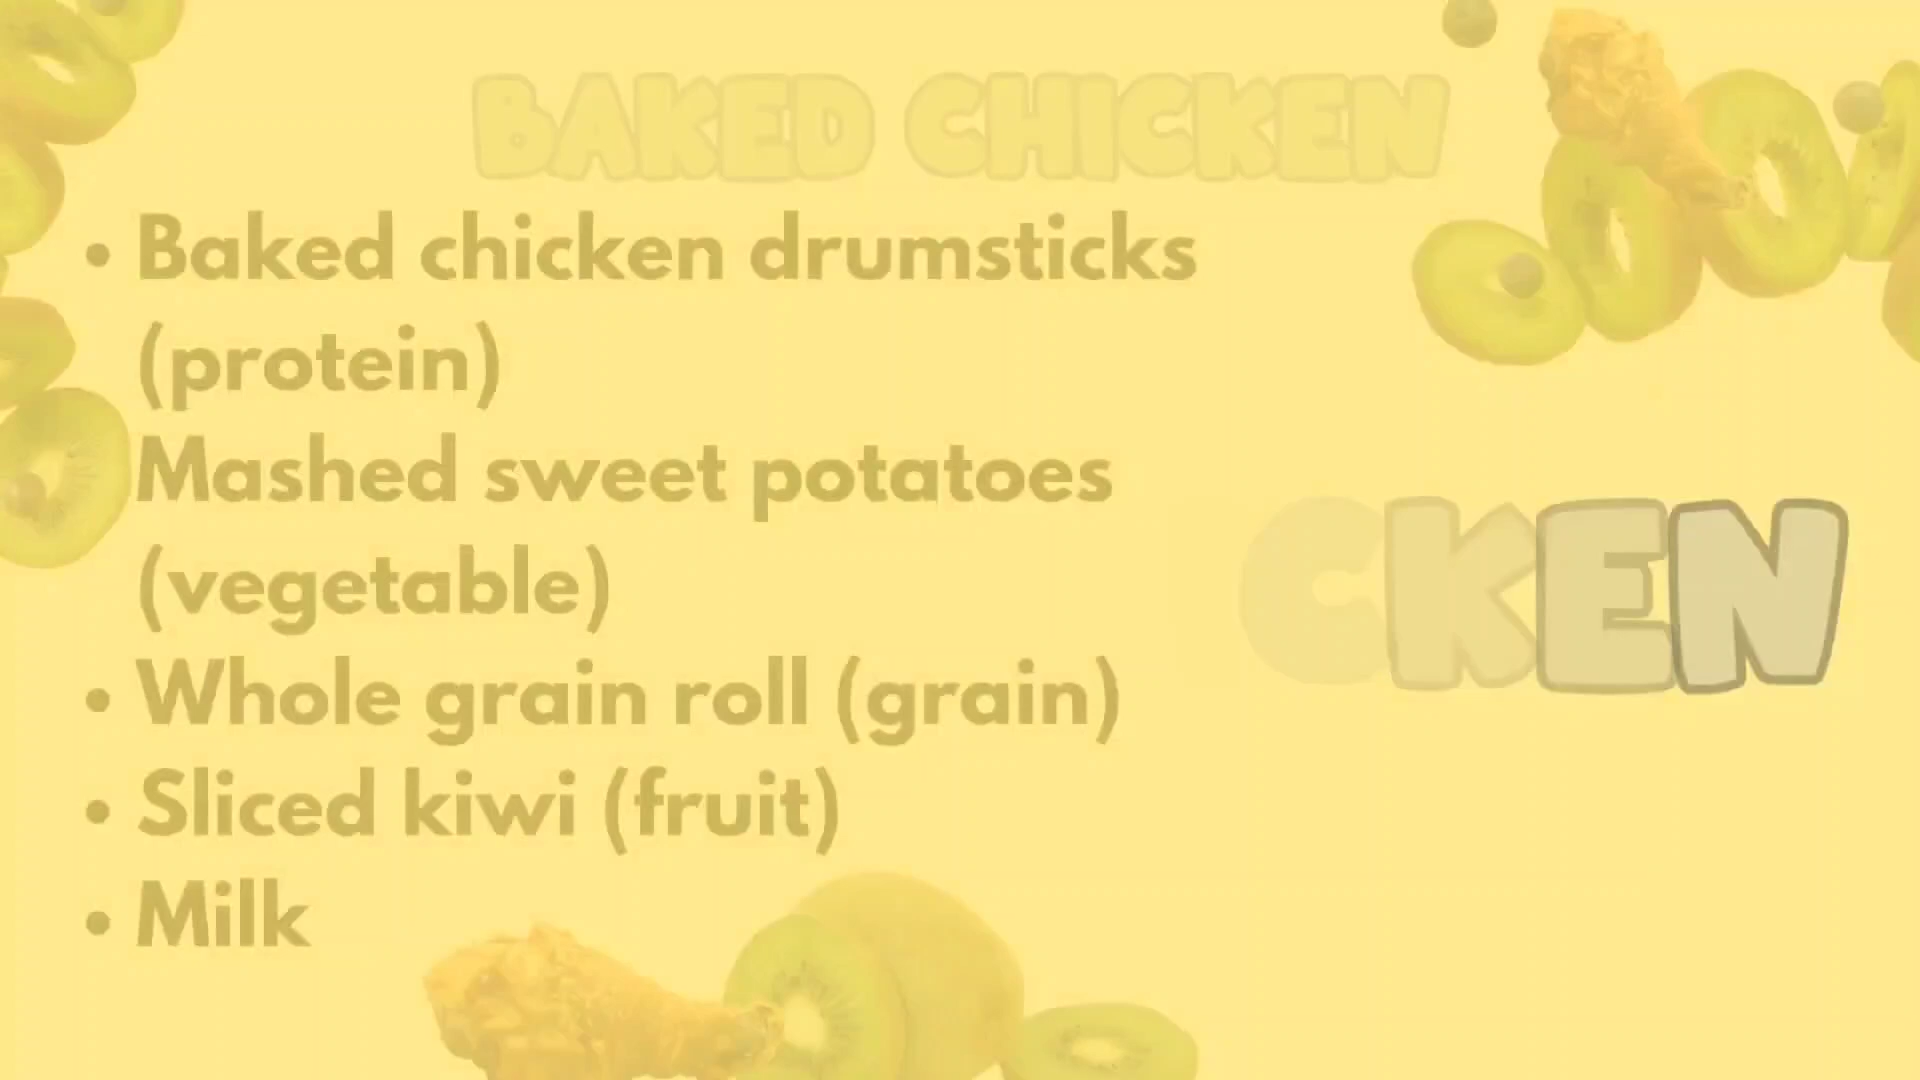 BAKED CHICKEN
• Baked chicken drumsticks
(protein)
Mashed sweet potatoes
(vegetable)
• Whole grain roll (grain)
• Sliced kiwi (fruit)
• Milk
CKEN